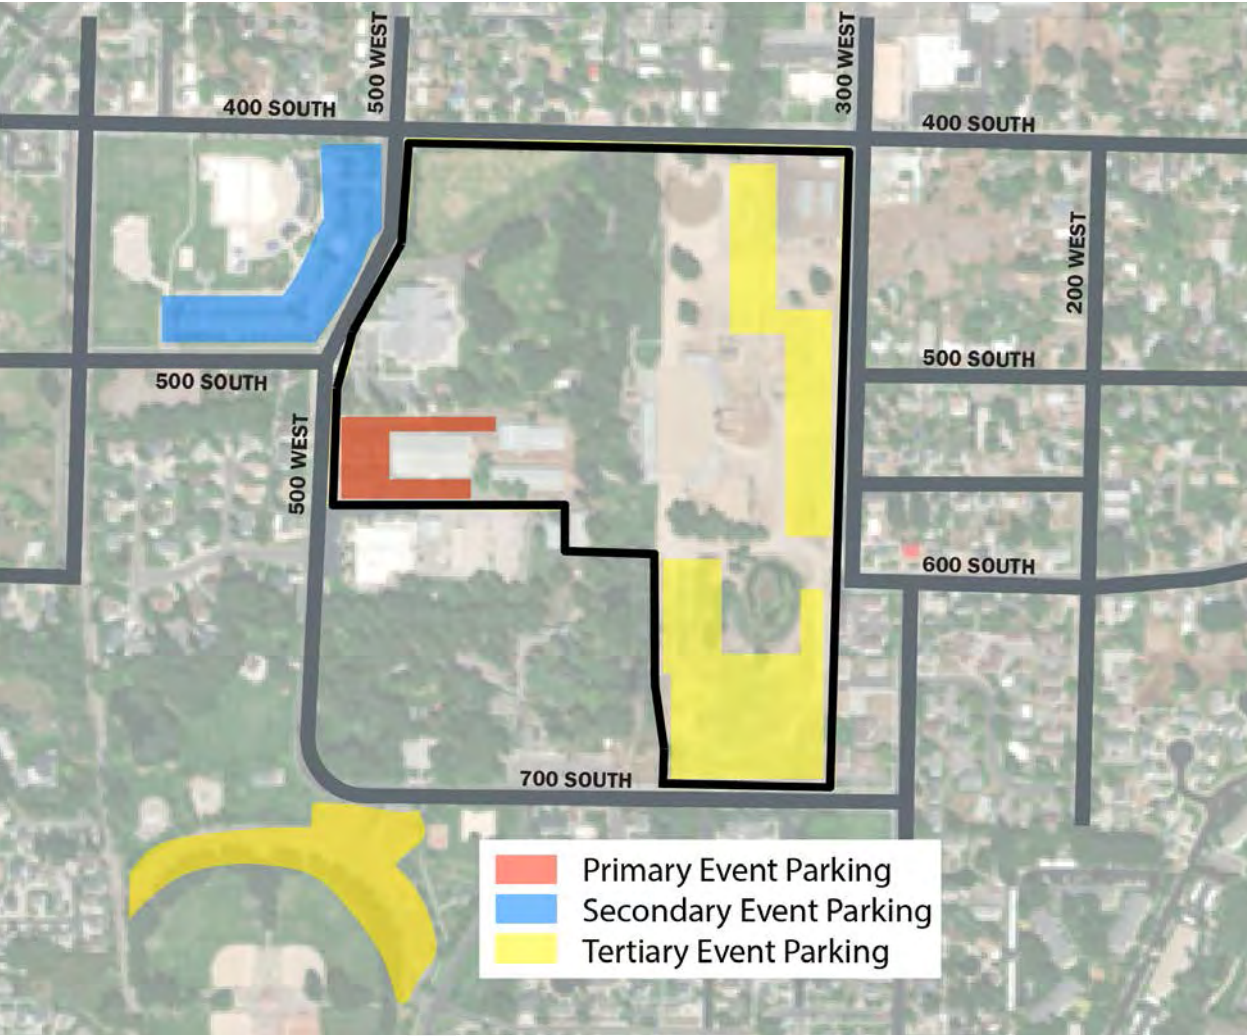 500 WEST
300 WEST
400 SOUTH
400 SOUTH
200 WEST
500 SOUTH
500 SOUTH
500 WEST
600 SOUTH
700 SOUTH
Primary Event Parking
Secondary Event Parking
Tertiary Event Parking